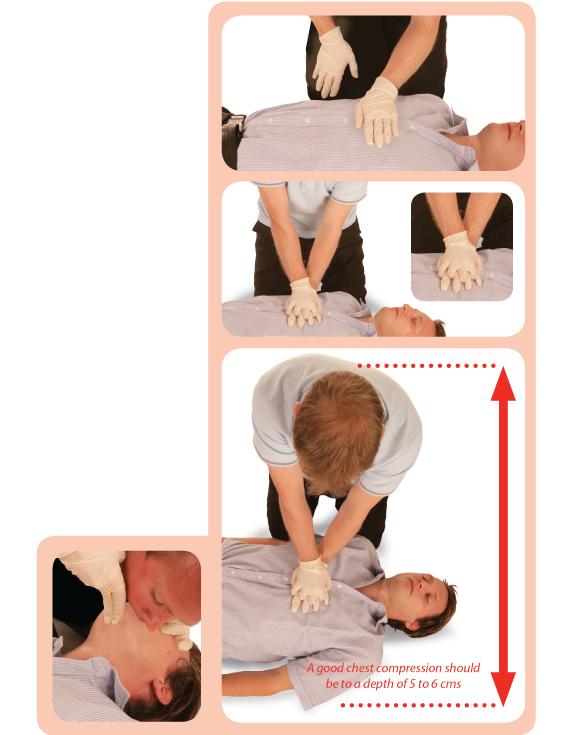 A good chest compression should
be to a depth of 5 to 6 cms